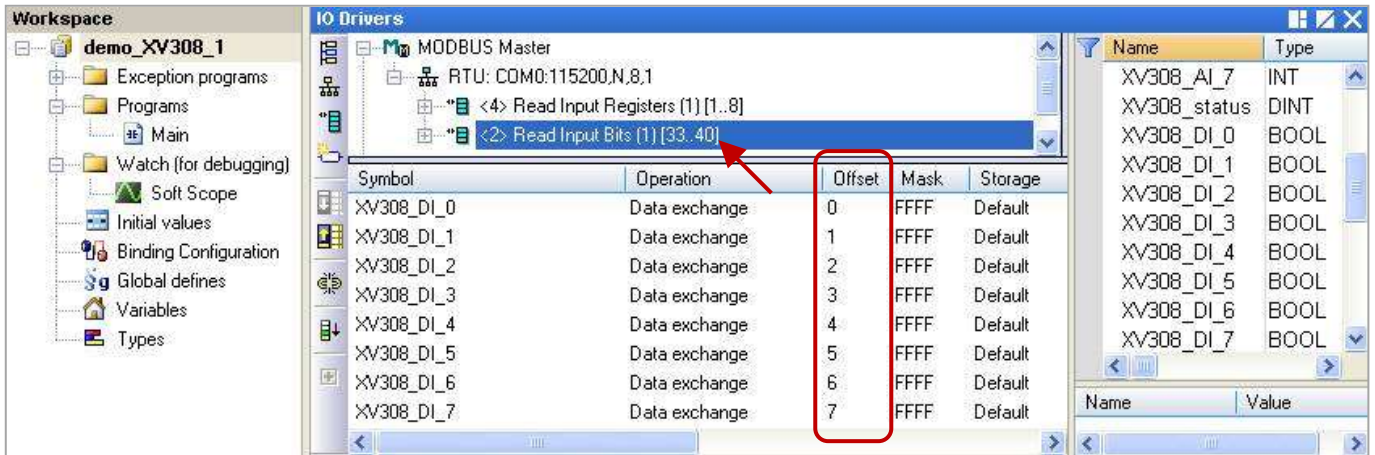 Workspace
demo_XV308_1
Exception programs
Programs
Main
Watch (for debugging)
Soft Scope
Initial values
Binding Configuration
Global defines
Variables
Types
IO Drivers
MODBUS Master
RTU: COM0:115200,N,8,1
<4> Read Input Registers (1) [1..8]
<2> Read Input Bits (1) [33..40]
Symbol Operation Offset Mask Storage
XV308_DI_0 Data exchange 0 FFFF Default
XV308_DI_1 Data exchange 1 FFFF Default
XV308_DI_2 Data exchange 2 FFFF Default
XV308_DI_3 Data exchange 3 FFFF Default
XV308_DI_4 Data exchange 4 FFFF Default
XV308_DI_5 Data exchange 5 FFFF Default
XV308_DI_6 Data exchange 6 FFFF Default
XV308_DI_7 Data exchange 7 FFFF Default
Name Type
XV308_AI_7 INT
XV308_status DINT
XV308_DI_0 BOOL
XV308_DI_1 BOOL
XV308_DI_2 BOOL
XV308_DI_3 BOOL
XV308_DI_4 BOOL
XV308_DI_5 BOOL
XV308_DI_6 BOOL
XV308_DI_7 BOOL
Name Value